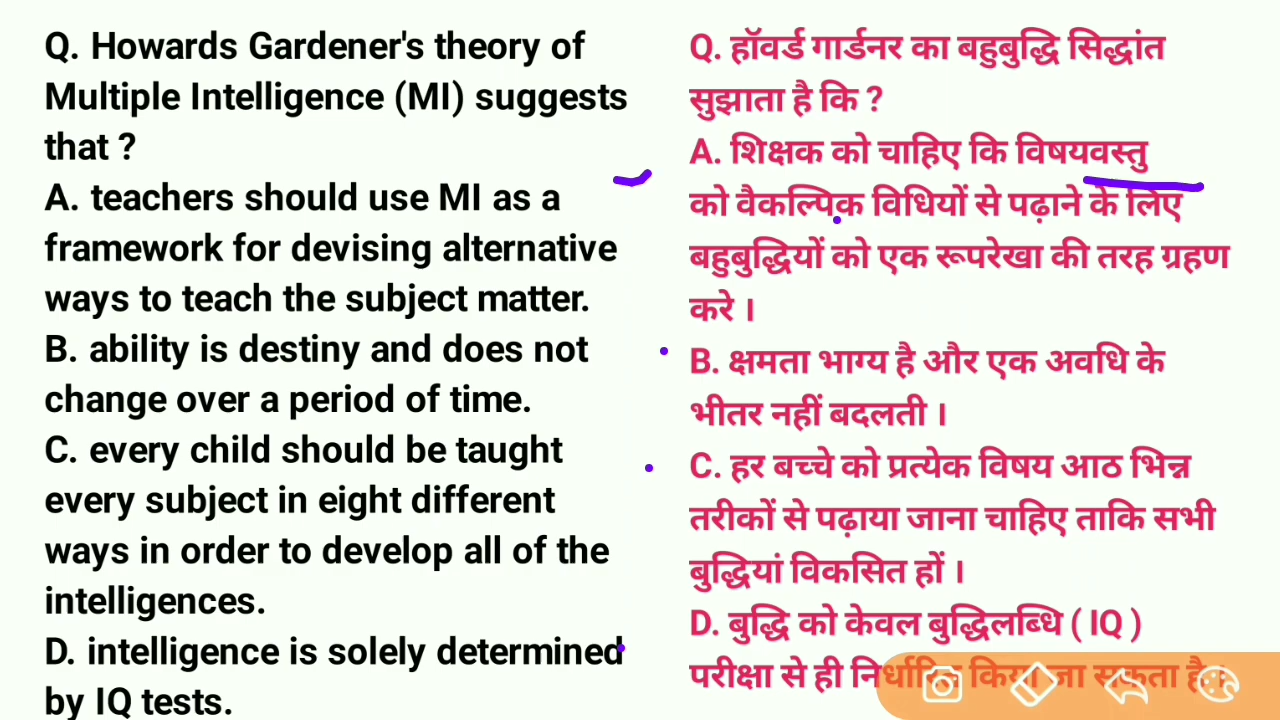 Q. Howards Gardener's theory of
Multiple Intelligence (MI) suggests
that ?
A. teachers should use MI as a
framework for devising alternative
ways to teach the subject matter.
B. ability is destiny and does not
change over a period of time.
C. every child should be taught
every subject in eight different
ways in order to develop all of the
intelligences.
D. intelligence is solely determined
by IQ tests.
Q. हॉवर्ड गार्डनर का बहुबुद्धि सिद्धांत
सुझाता है कि ?
A. शिक्षक को चाहिए कि विषयवस्तु
को वैकल्पिक विधियों से पढ़ाने के लिए
बहुबुद्धियों को एक रूपरेखा की तरह ग्रहण
करे ।
B. क्षमता भाग्य है और एक अवधि के
भीतर नहीं बदलती ।
C. हर बच्चे को प्रत्येक विषय आठ भिन्न
तरीकों से पढ़ाया जाना चाहिए ताकि सभी
बुद्धियां विकसित हों ।
D. बुद्धि को केवल बुद्धिलब्धि ( IQ )
परीक्षा से ही निर्धारित किया जा सकता है ।